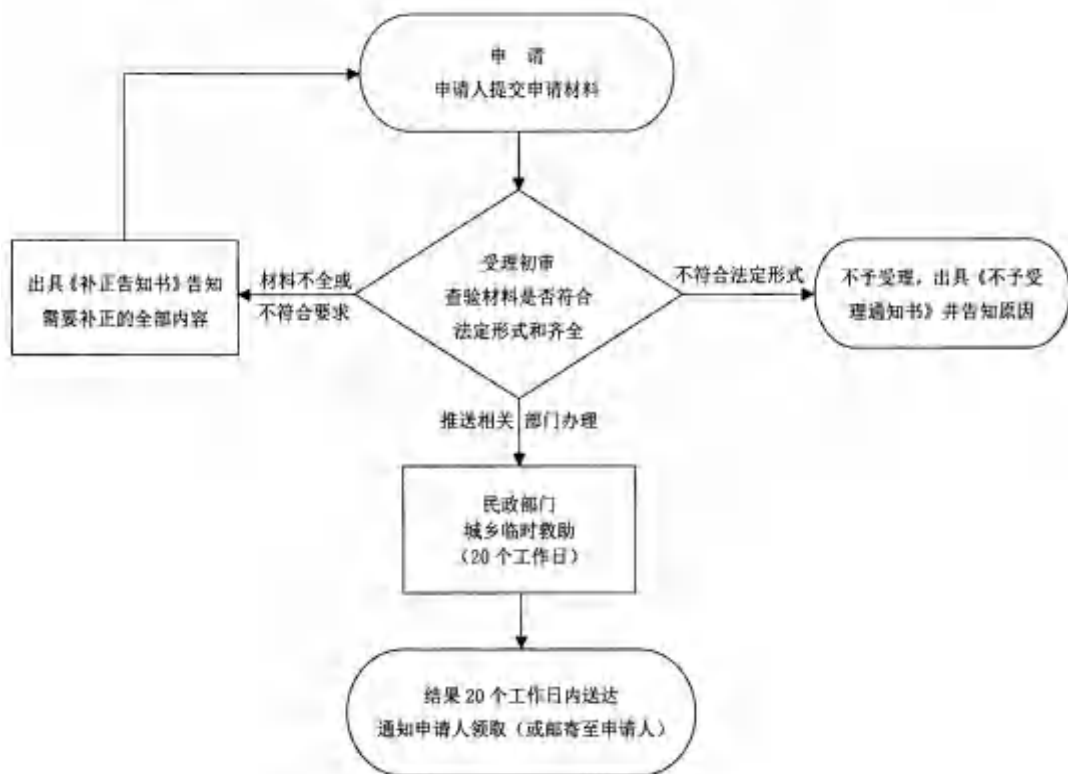 申 请
申请人提交申请材料
出具《补正告知书》告知
需要补正的全部内容
材料不全或
不符合要求
受理初审
查验材料是否符合
法定形式和齐全
不符合法定形式
不予受理，出具《不予受
理通知书》并告知原因
推送相关 部门办理
民政部门
城乡临时救助
（20 个工作日）
结果 20 个工作日内送达
通知申请人领取（或邮寄至申请人）